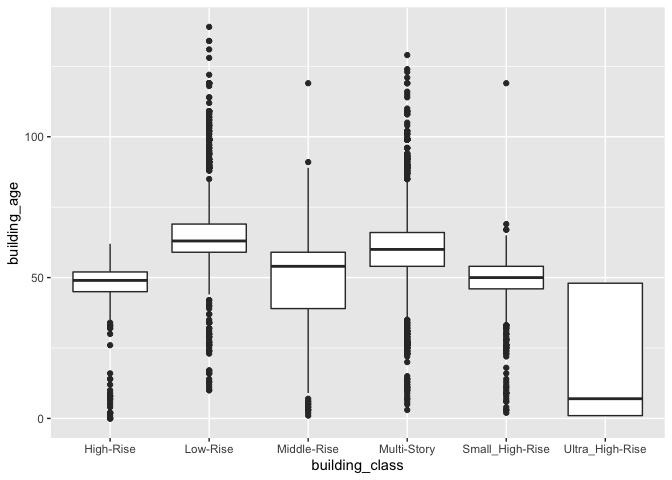 building_age
100
50
0
High-Rise Low-Rise Middle-Rise Multi-Story Small_High-Rise Ultra_High-Rise
building_class